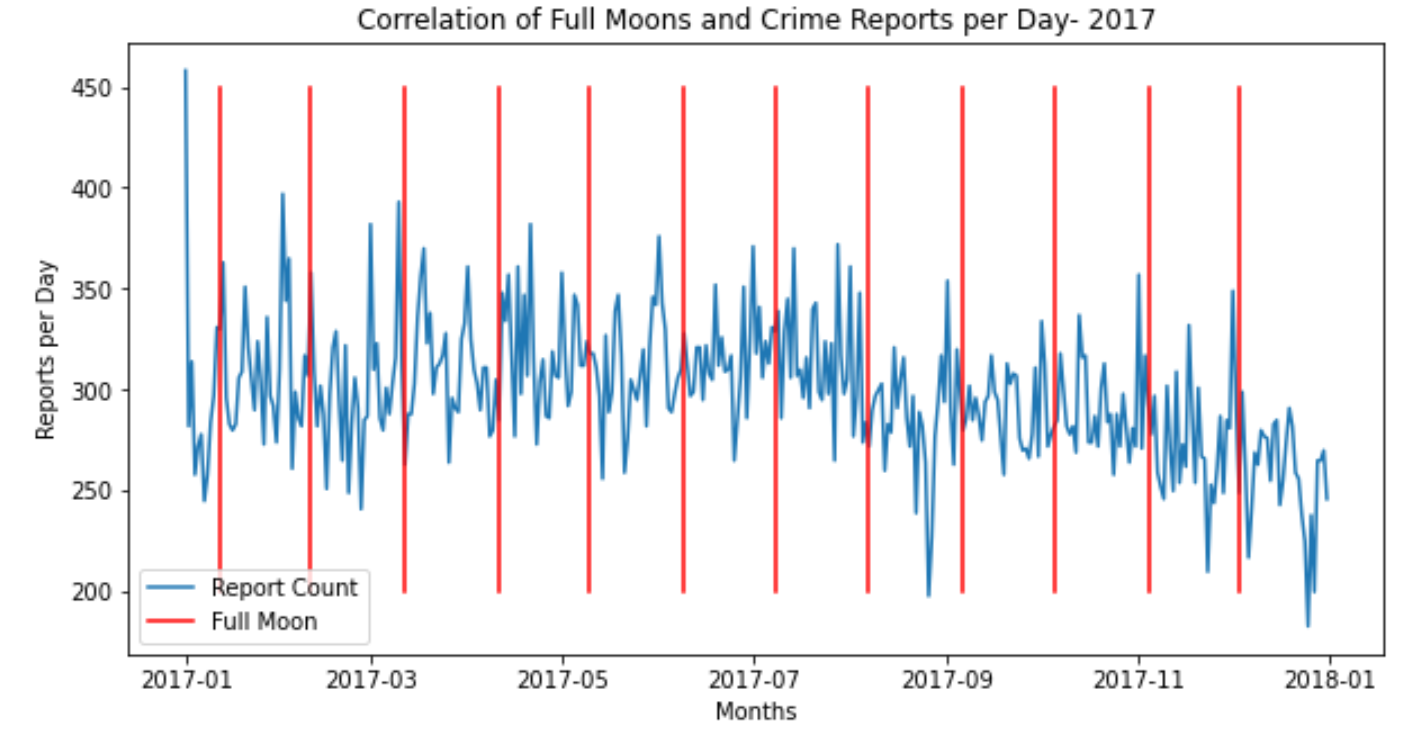 Correlation of Full Moons and Crime Reports per Day- 2017
450
400
350
300
250
200
Reports per Day
Report Count
Full Moon
2017-01 2017-03 2017-05 2017-07 2017-09 2017-11 2018-01
Months